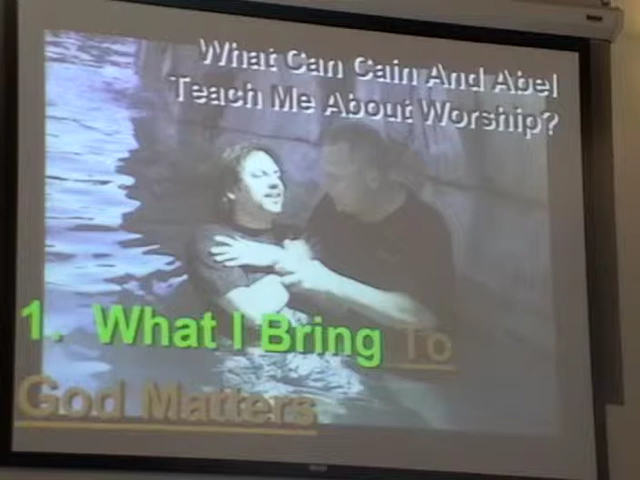 What Can Cain And Abel
Teach Me About Worship?
1. What I Bring To
God Matters